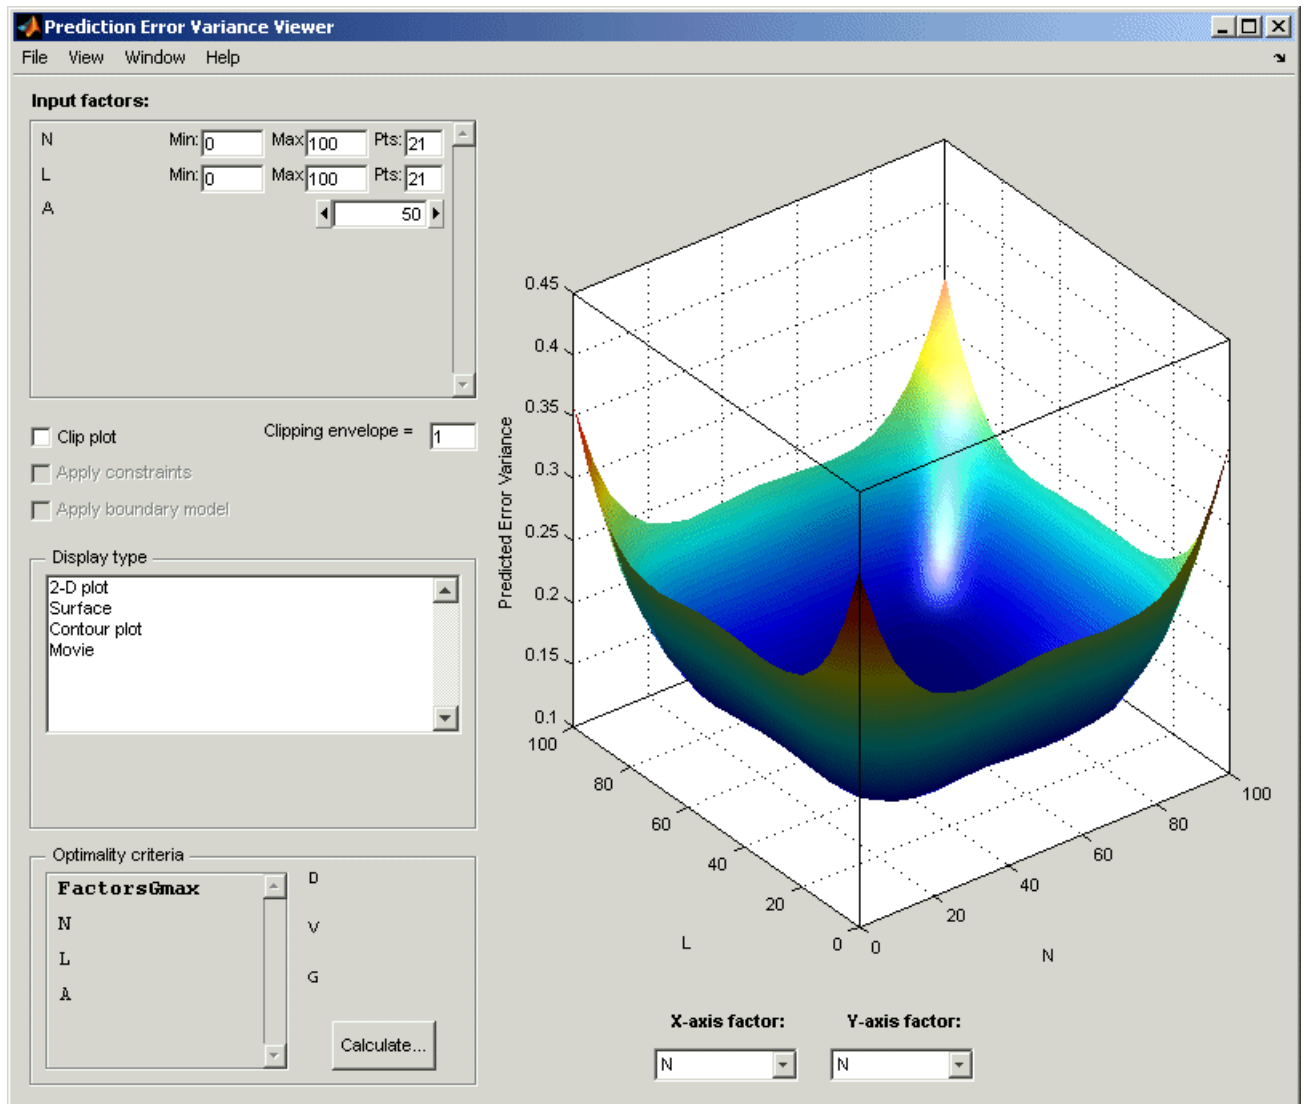 Prediction Error Variance Viewer
File View Window Help
Input factors:
N Min: 0 Max 100 Pts: 21
L Min: 0 Max 100 Pts: 21
A 50
Clip plot Clipping envelope = 1
Apply constraints
Apply boundary model
Display type
2-D plot
Surface
Contour plot
Movie
Optimality criteria
FactorsGmax
N
L
A
D
V
G
Calculate...
Predicted Error Variance
0.45
0.4
0.35
0.3
0.25
0.2
0.15
0.1
100
80
60
40
20
0
L
0
20
40
60
80
100
N
X-axis factor: Y-axis factor:
N N